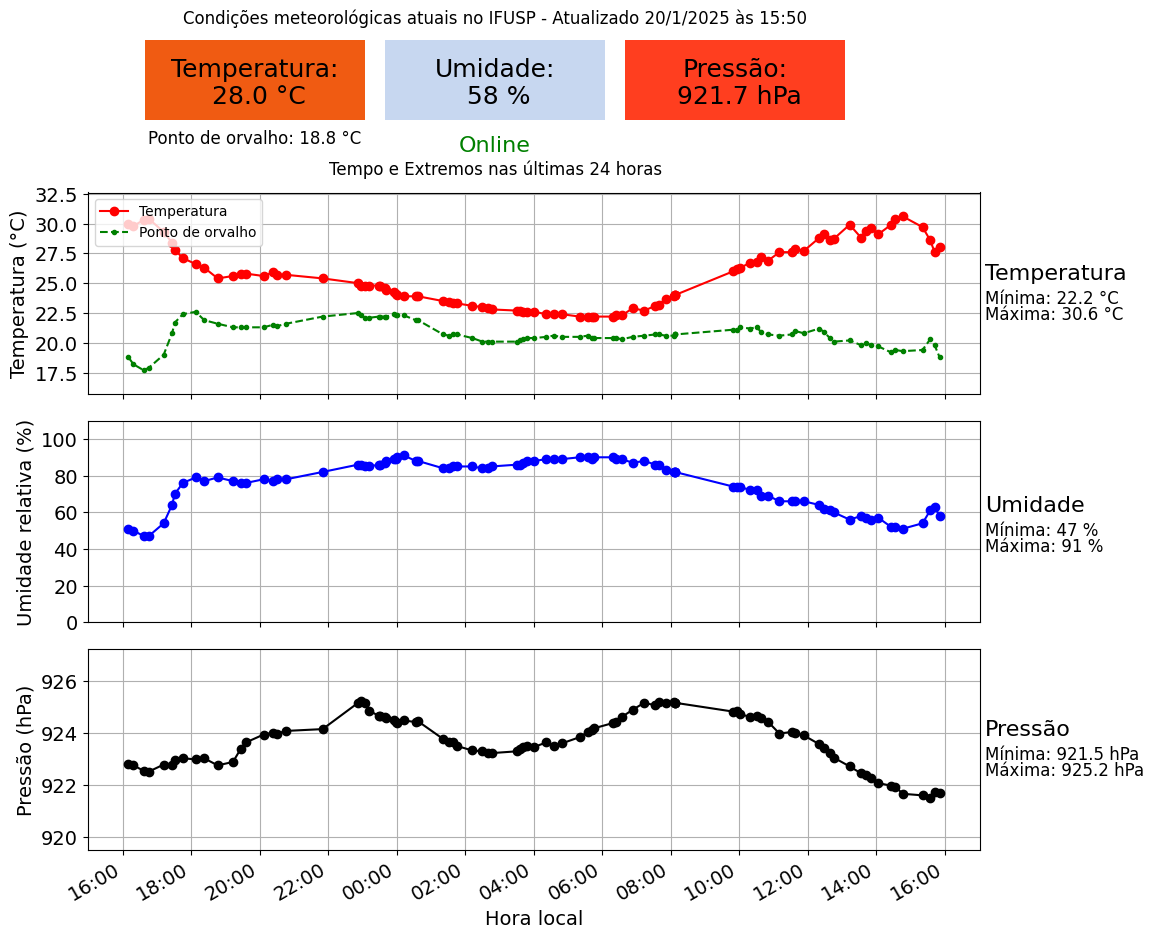 Condições meteorológicas atuais no IFUSP - Atualizado 20/1/2025 às 15:50
Temperatura:
28.0 °C
Umidade:
58 %
Pressão:
921.7 hPa
Ponto de orvalho: 18.8 °C
Online
Tempo e Extremos nas últimas 24 horas
Temperatura (°C)
32.5
30.0
27.5
25.0
22.5
20.0
17.5
Temperatura
Ponto de orvalho
Temperatura
Mínima: 22.2 °C
Máxima: 30.6 °C
Umidade relativa (%)
100
80
60
40
20
0
Umidade
Mínima: 47 %
Máxima: 91 %
Pressão (hPa)
926
924
922
920
Pressão
Mínima: 921.5 hPa
Máxima: 925.2 hPa
16:00 18:00 20:00 22:00 00:00 02:00 04:00 06:00 08:00 10:00 12:00 14:00 16:00
Hora local